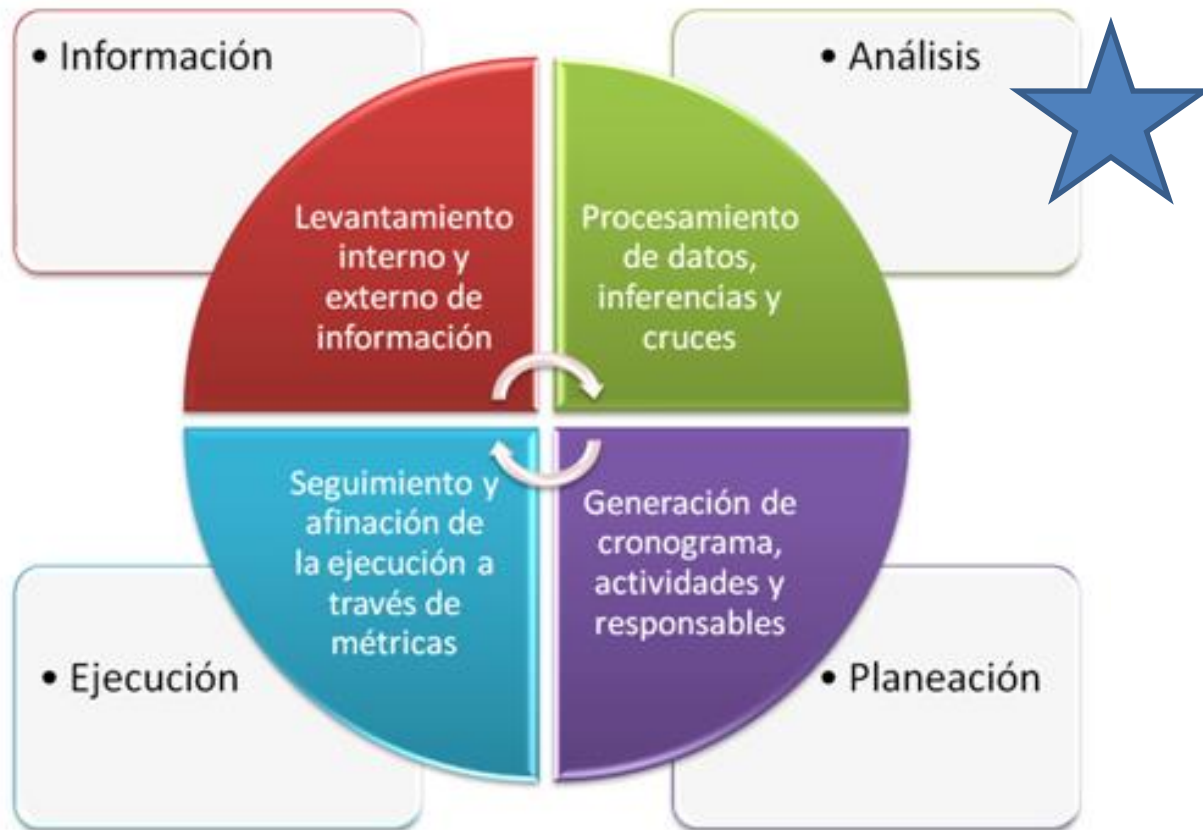 • Información
• Análisis
Levantamiento
interno y
externo de
información
Procesamiento
de datos,
inferencias y
cruces
Seguimiento y
afinación de
la ejecución a
través de
métricas
Generación de
cronograma,
actividades y
responsables
• Ejecución
• Planeación